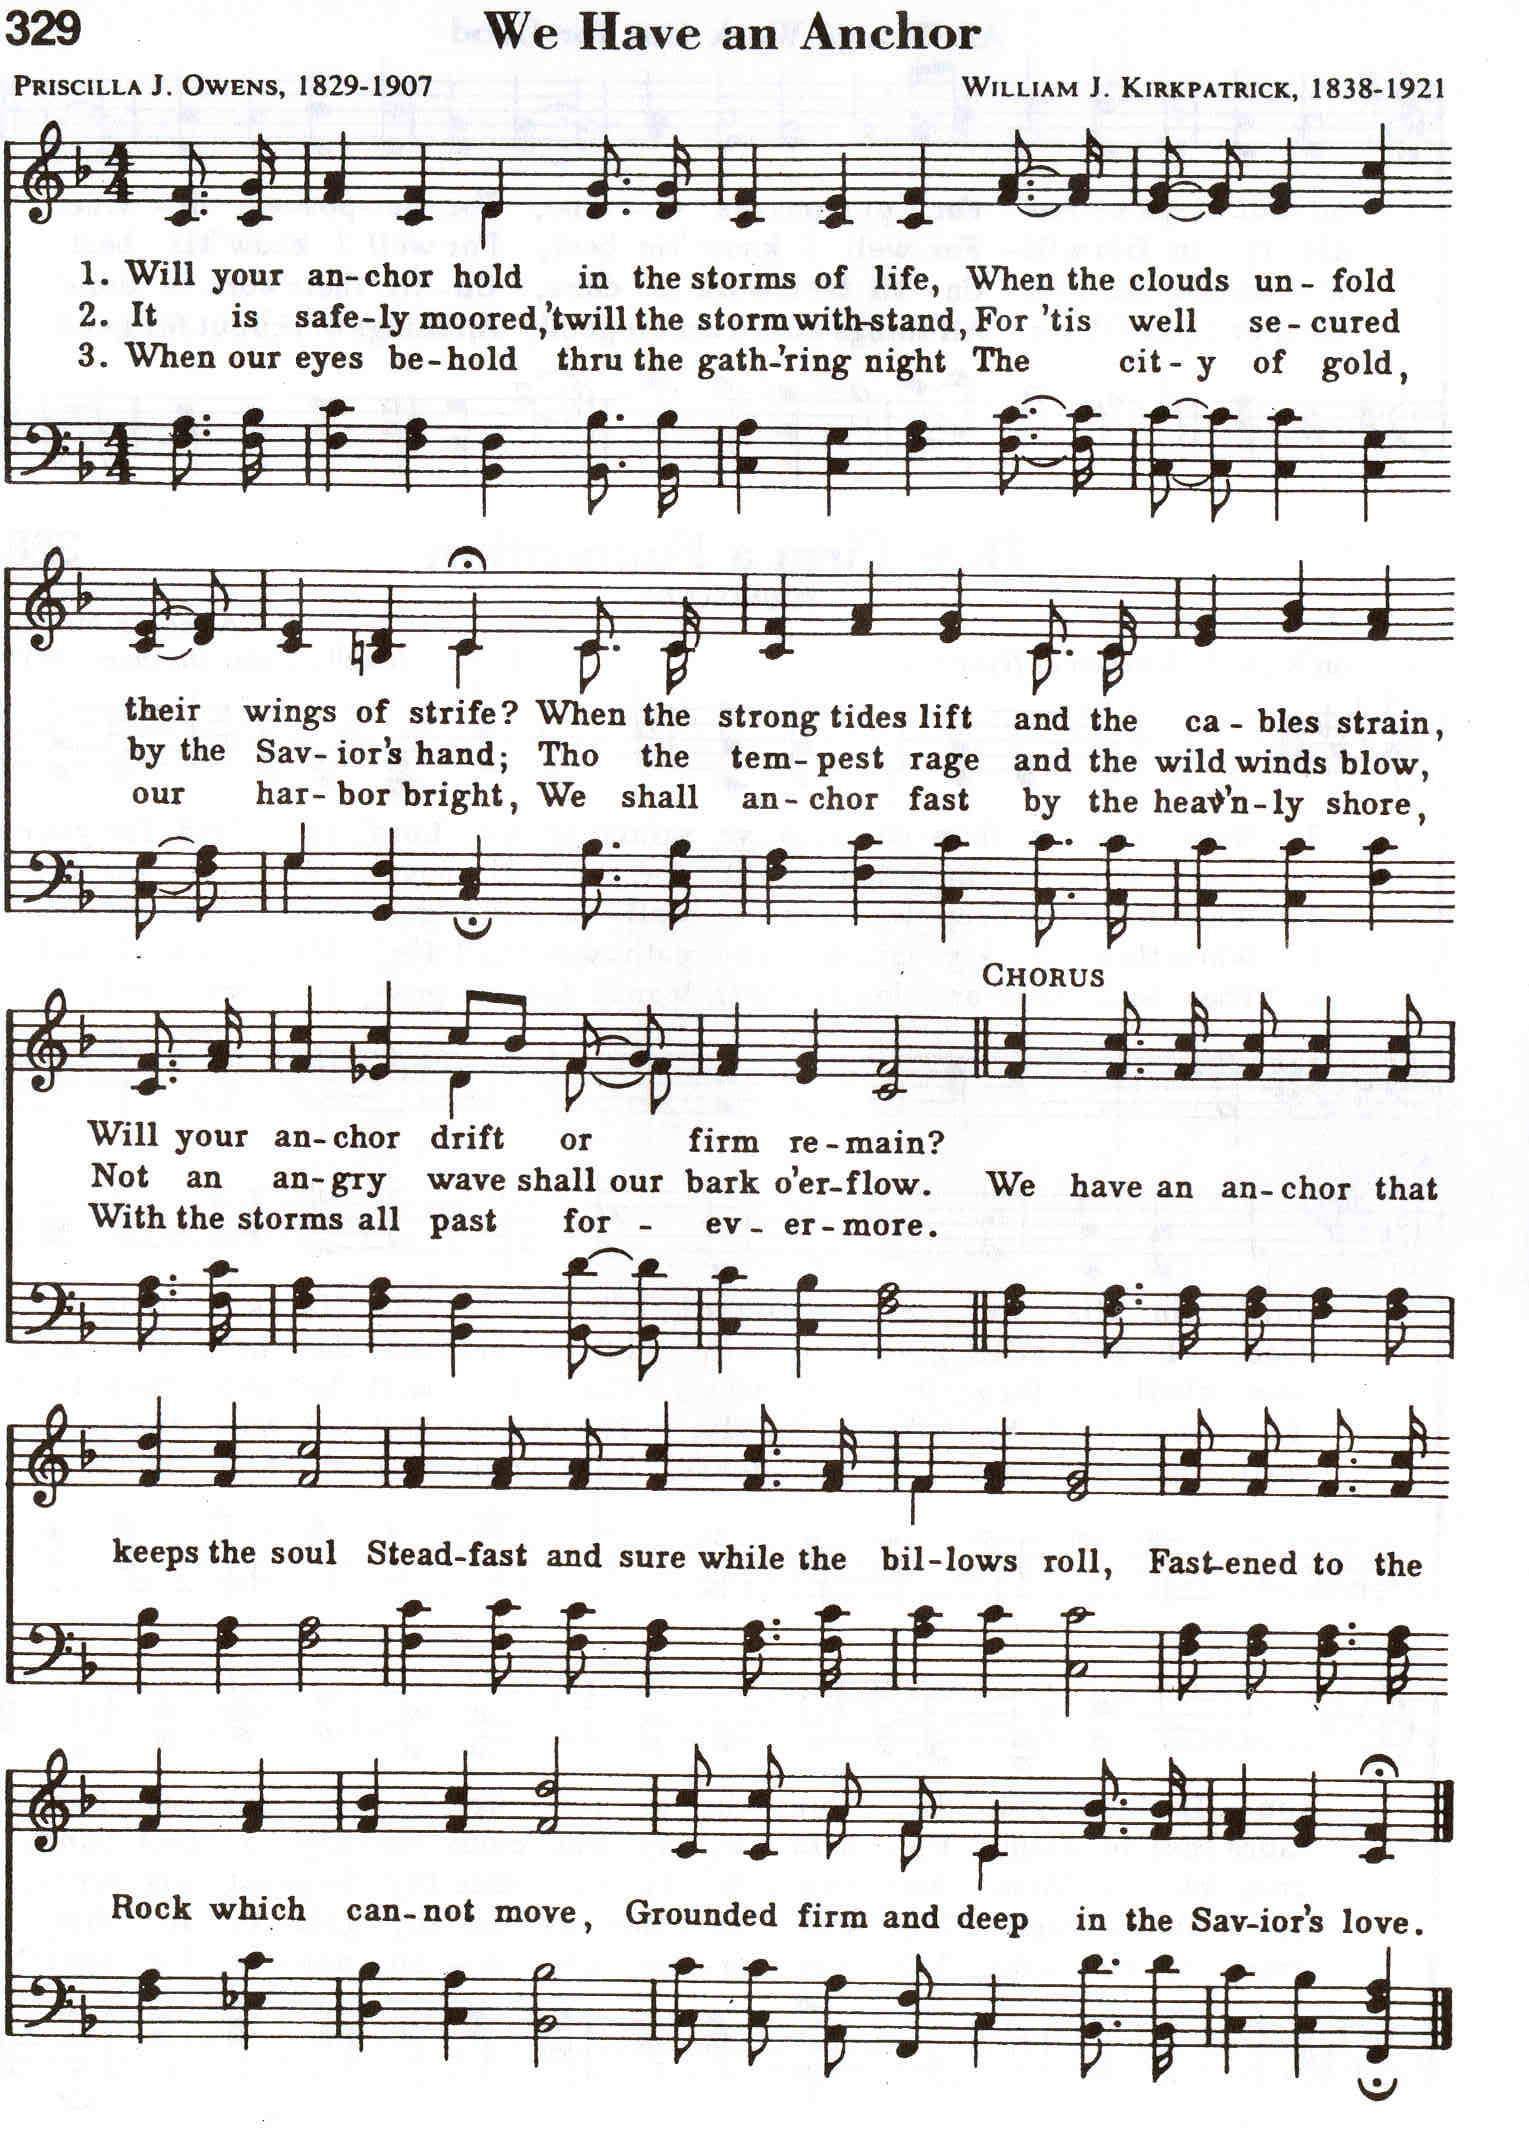 329
We Have an Anchor
PRISCILLA J. OWENS, 1829-1907
WILLIAM J. KIRKPATRICK, 1838-1921
1. Will your an-chor hold in the storms of life, When the clouds un-fold
2. It is safe-ly moored, 'twill the storm with-stand, For 'tis well se-cured
3. When our eyes be-hold thru the gath-'ring night The cit-y of gold,
their wings of strife? When the strong tides lift and the ca-bles strain,
by the Sav-ior's hand; Tho the tem-pest rage and the wild winds blow,
our har-bor bright, We shall an-chor fast by the heav'n-ly shore,
CHORUS
Will your an-chor drift or firm re-main?
Not an an-gry wave shall our bark o'er-flow. We have an an-chor that
With the storms all past for-ev-er-more.
keeps the soul Stead-fast and sure while the bil-lows roll, Fast-ened to the
Rock which can-not move, Grounded firm and deep in the Sav-ior's love.